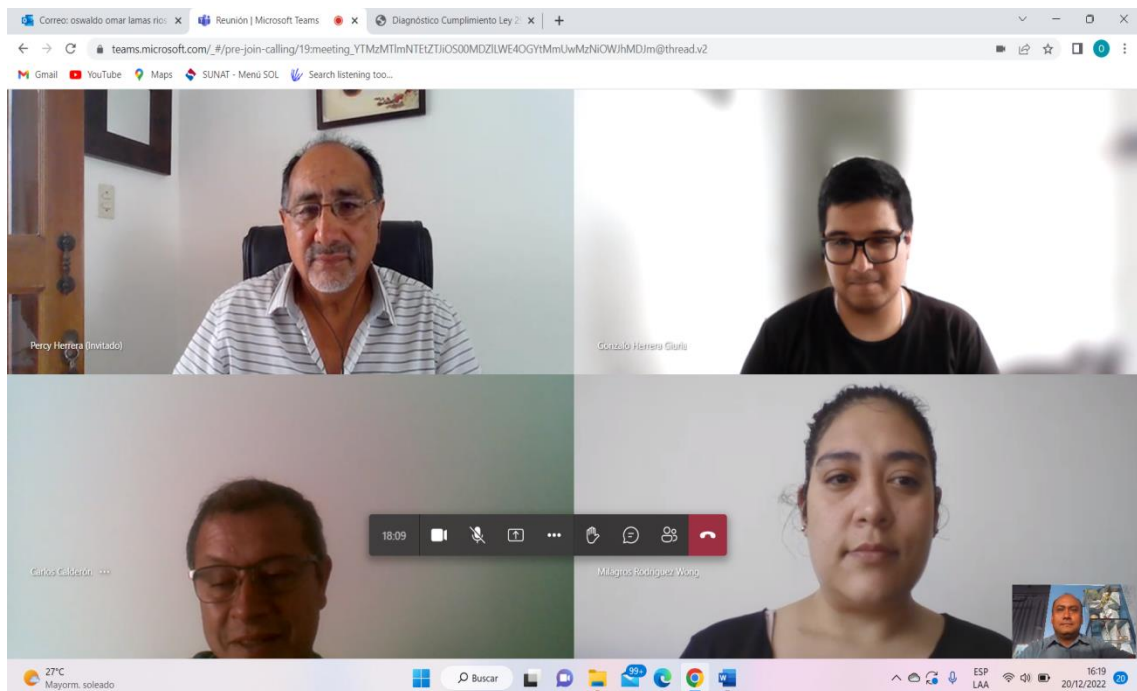 Correo: oswaldo omar lamas rios
Reunión | Microsoft Teams
Diagnóstico Cumplimiento Ley 2
teams.microsoft.com/_#/pre-join-calling/19:meeting_YTMzMTlmNTEtZTJiOS00MDZlLWE4OGYtMmUwMzNiOWJhMDJm@thread.v2
Gmail
YouTube
Maps
SUNAT - Menú SOL
Search listening too...
Percy Herrera (Invitado)
Gonzalo Herrera Giuria
18:09
Carlos Calderón
Milagros Rodriguez Wong
27°C
Mayorm. soleado
Buscar
99+
ESP
LAA
16:19
20/12/2022
20